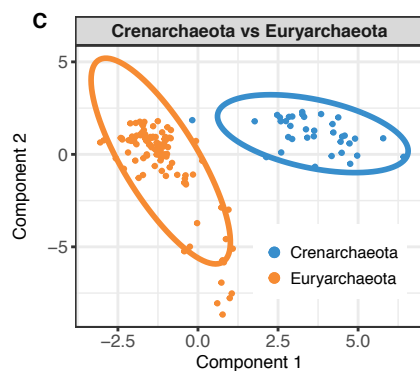 C
Crenarchaeota vs Euryarchaeota
Component 2
5
0
−5
Crenarchaeota
Euryarchaeota
−2.5 0.0 2.5 5.0
Component 1